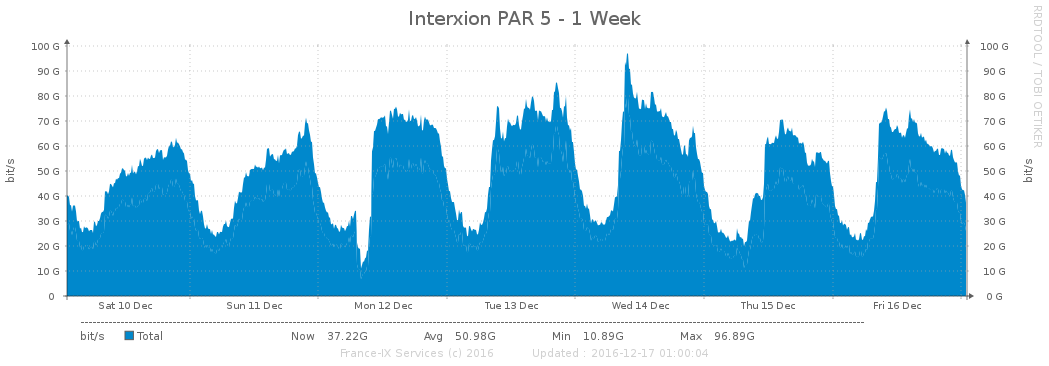 Interxion PAR 5 - 1 Week
RRDTOOL / TOBI OETIKER
bit/s
bit/s
100 G 100 G
90 G 90 G
80 G 80 G
70 G 70 G
60 G 60 G
50 G 50 G
40 G 40 G
30 G 30 G
20 G 20 G
10 G 10 G
0 0 G
Sat 10 Dec Sun 11 Dec Mon 12 Dec Tue 13 Dec Wed 14 Dec Thu 15 Dec Fri 16 Dec
bit/s Total Now 37.22G Avg 50.98G Min 10.89G Max 96.89G
France-IX Services (c) 2016 Updated : 2016-12-17 01:00:04